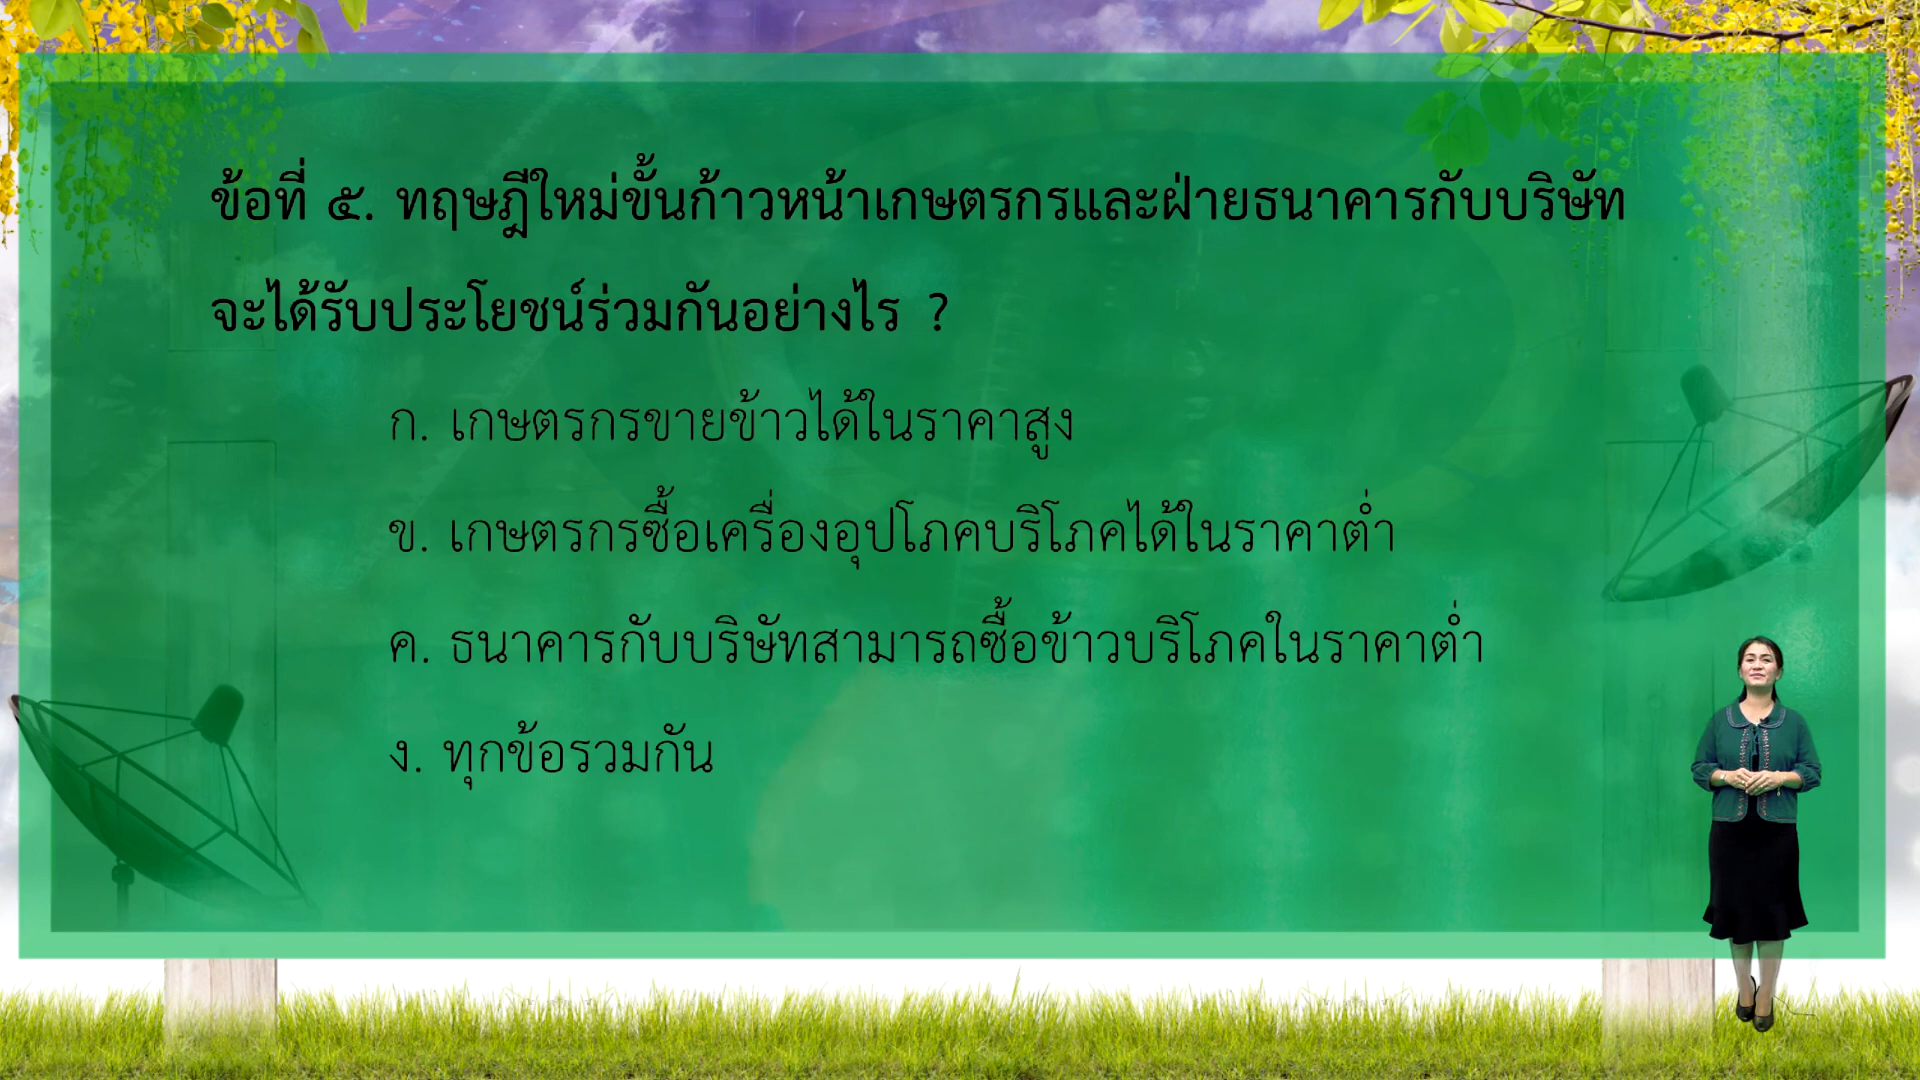 ข้อที่ ๕. ทฤษฎีใหม่ขั้นก้าวหน้าเกษตรกรและฝ่ายธนาคารกับบริษัท
จะได้รับประโยชน์ร่วมกันอย่างไร ?
ก. เกษตรกรขายข้าวได้ในราคาสูง
ข. เกษตรกรซื้อเครื่องอุปโภคบริโภคได้ในราคาต่ำ
ค. ธนาคารกับบริษัทสามารถซื้อข้าวบริโภคในราคาต่ำ
ง. ทุกข้อรวมกัน